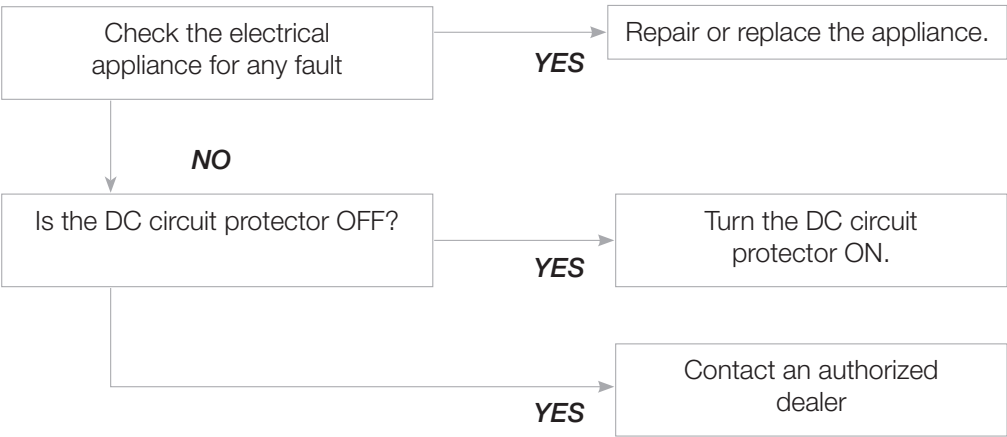 Check the electrical
appliance for any fault
YES
Repair or replace the appliance.
NO
Is the DC circuit protector OFF?
YES
Turn the DC circuit
protector ON.
YES
Contact an authorized
dealer